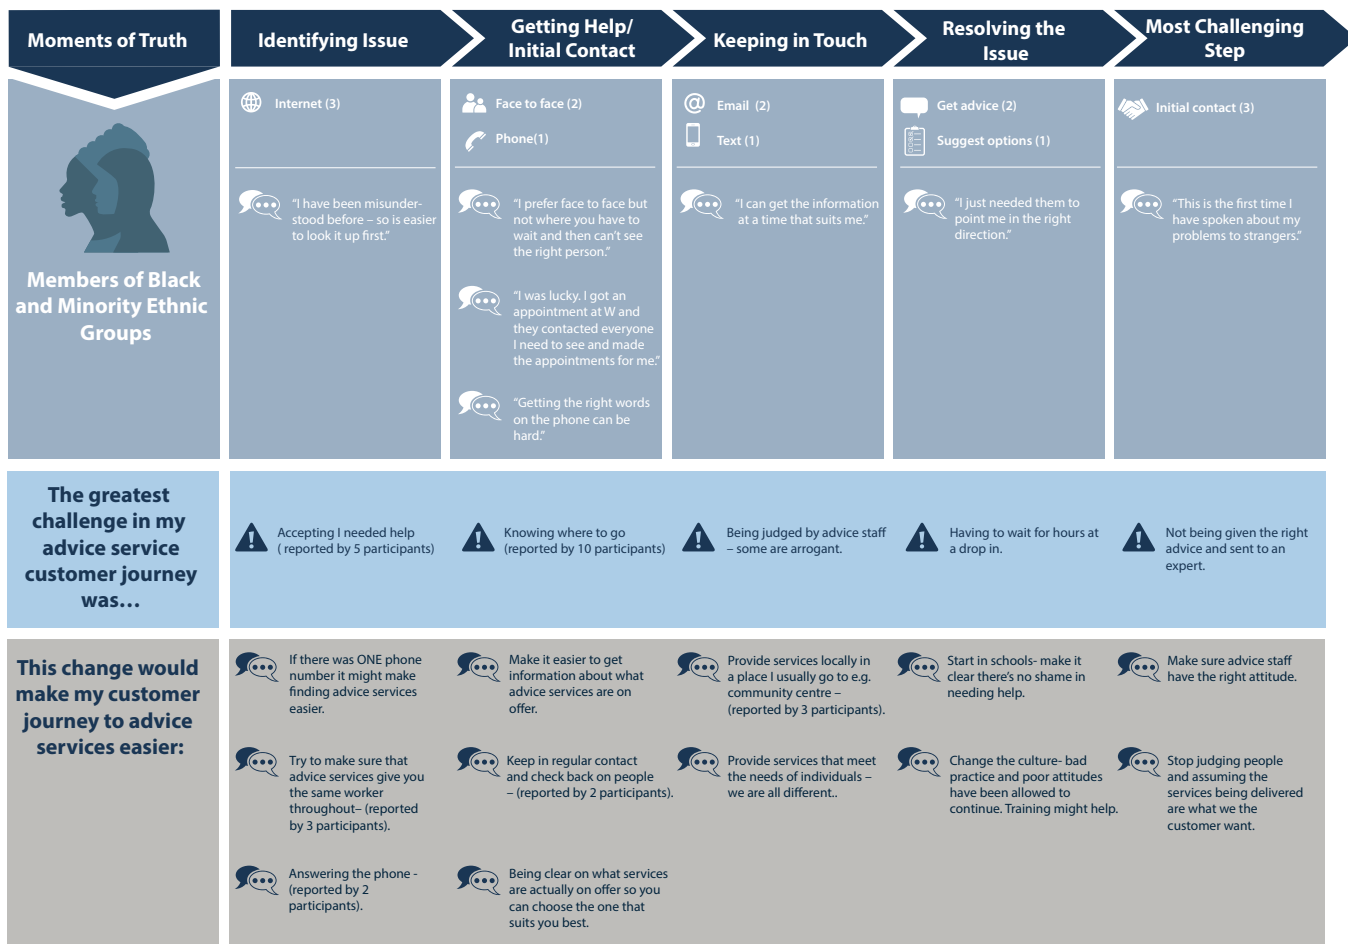 Moments of Truth
Identifying Issue
Getting Help/
Initial Contact
Keeping in Touch
Resolving the
Issue
Most Challenging
Step
Members of Black
and Minority Ethnic
Groups
Internet (3)
"I have been misunder-
stood before – so is easier
to look it up first."
Face to face (2)
Phone(1)
"I prefer face to face but
not where you have to
wait and then can't see
the right person."
"I was lucky. I got an
appointment at W and
they contacted everyone
I need to see and made
the appointments for me."
"Getting the right words
on the phone can be
hard."
Email (2)
Text (1)
"I can get the information
at a time that suits me."
Get advice (2)
Suggest options (1)
"I just needed them to
point me in the right
direction."
Initial contact (3)
"This is the first time I
have spoken about my
problems to strangers."
The greatest
challenge in my
advice service
customer journey
was…
Accepting I needed help
( reported by 5 participants)
Knowing where to go
(reported by 10 participants)
Being judged by advice staff
– some are arrogant.
Having to wait for hours at
a drop in.
Not being given the right
advice and sent to an
expert.
This change would
make my customer
journey to advice
services easier:
If there was ONE phone
number it might make
finding advice services
easier.
Make it easier to get
information about what
advice services are on
offer.
Provide services locally in
a place I usually go to e.g.
community centre –
(reported by 3 participants).
Start in schools- make it
clear there's no shame in
needing help.
Make sure advice staff
have the right attitude.
Try to make sure that
advice services give you
the same worker
throughout– (reported
by 3 participants).
Keep in regular contact
and check back on people
– (reported by 2 participants).
Provide services that meet
the needs of individuals –
we are all different..
Change the culture- bad
practice and poor attitudes
have been allowed to
continue. Training might help.
Stop judging people
and assuming the
services being delivered
are what we the
customer want.
Answering the phone -
(reported by 2
participants).
Being clear on what services
are actually on offer so you
can choose the one that
suits you best.